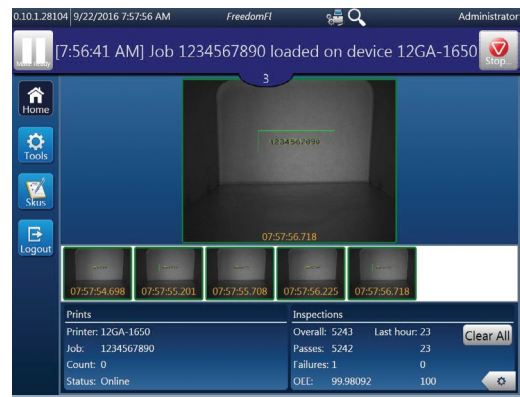 0.10.1.28104 9/22/2016 7:57:56 AM FreedomFl Administrator
[7:56:41 AM] Job 1234567890 loaded on device 12GA-1650
Stop...
3
Home
1234567890
Tools
Skus
07:57:56.718
Logout
07:57:54.698 07:57:55.201 07:57:55.708 07:57:56.225 07:57:56.718
Prints Inspections
Printer: 12GA-1650 Overall: 5243 Last hour: 23 Clear All
Job: 1234567890 Passes: 5242 23
Count: 0 Failures: 1 0
Status: Online OEE: 99.98092 100